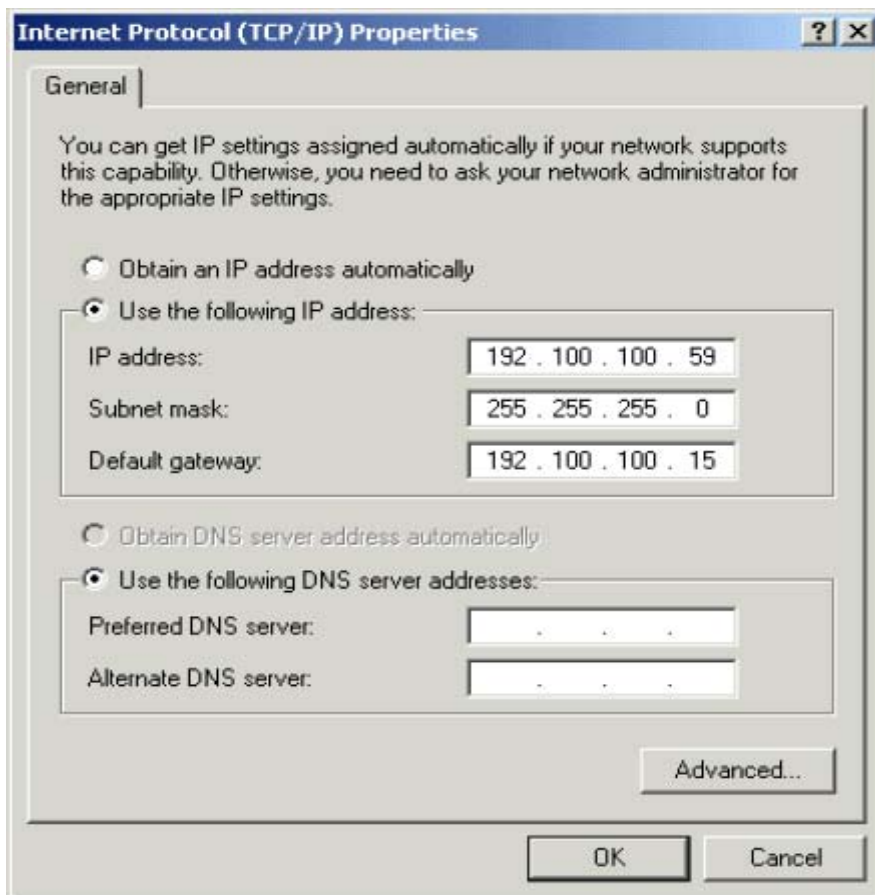 Internet Protocol (TCP/IP) Properties
General
You can get IP settings assigned automatically if your network supports
this capability. Otherwise, you need to ask your network administrator for
the appropriate IP settings.
Obtain an IP address automatically
Use the following IP address:
IP address: 192 . 100 . 100 . 59
Subnet mask: 255 . 255 . 255 . 0
Default gateway: 192 . 100 . 100 . 15
Obtain DNS server address automatically
Use the following DNS server addresses:
Preferred DNS server: . . .
Alternate DNS server: . . .
Advanced...
OK Cancel